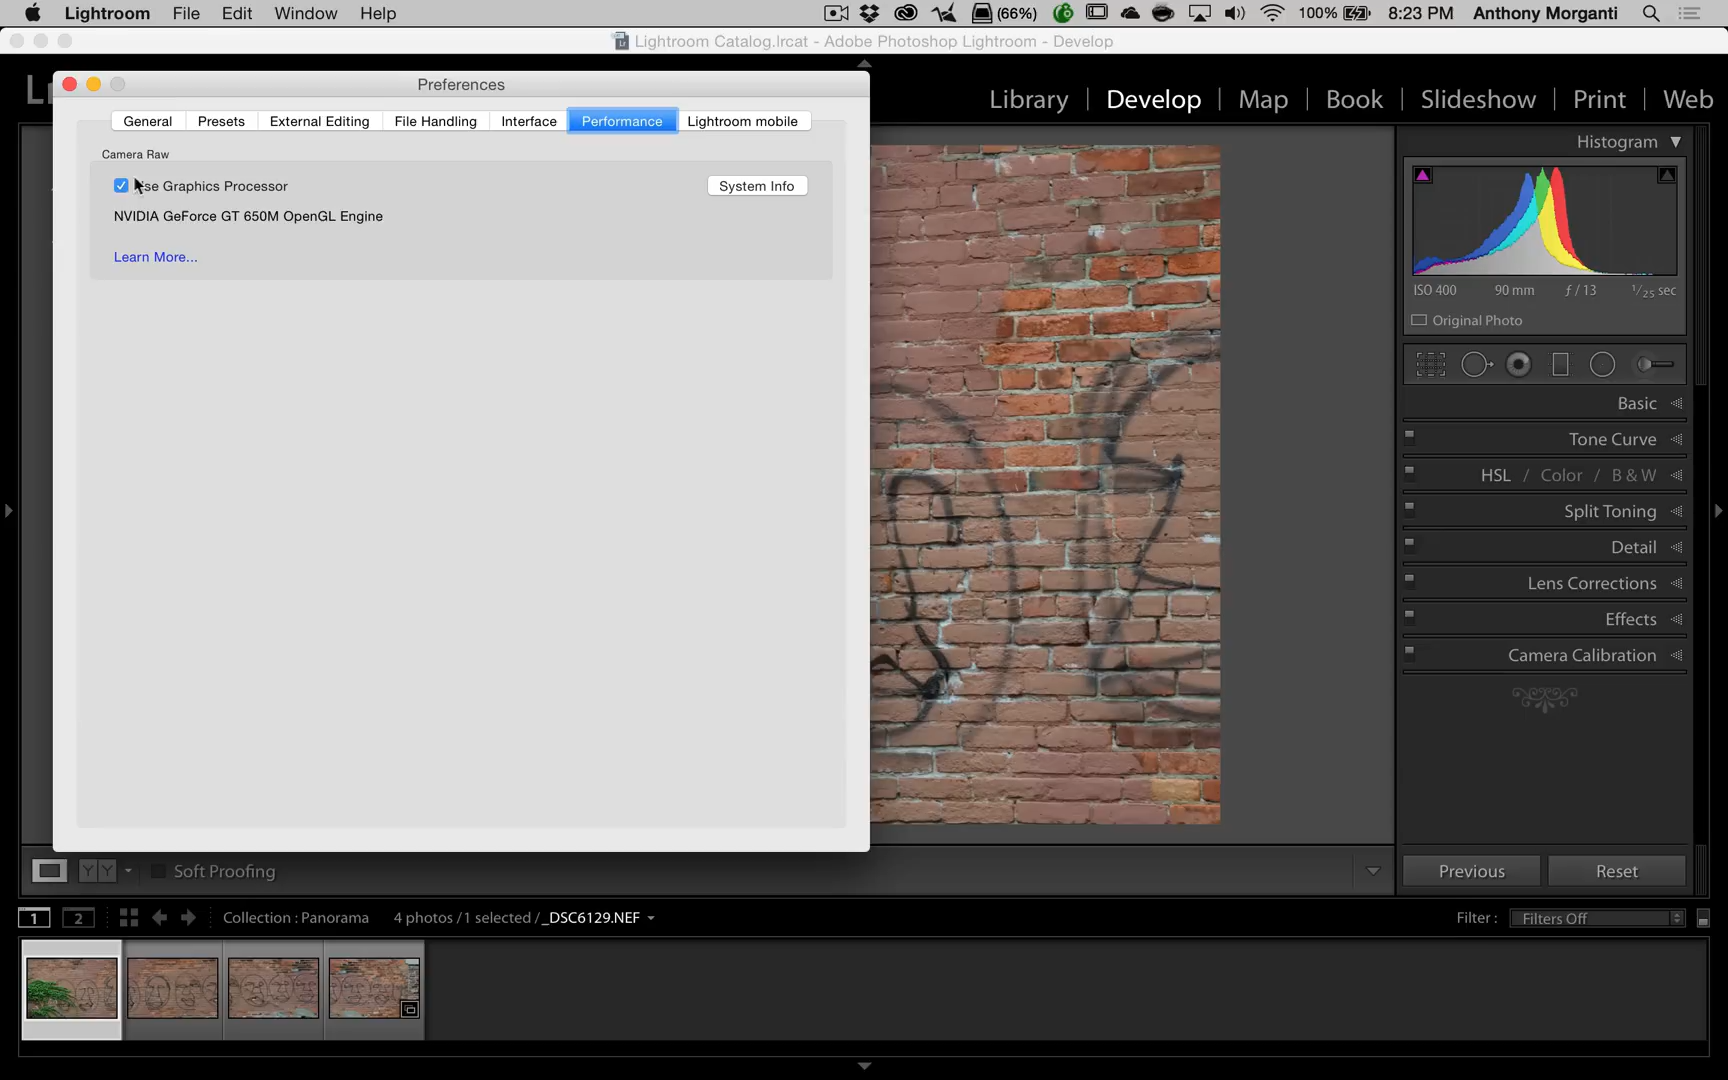 Lightroom File Edit Window Help (66%) 100% 8:23 PM Anthony Morganti
Lightroom Catalog.lrcat - Adobe Photoshop Lightroom - Develop
Preferences
Library | Develop | Map | Book | Slideshow | Print | Web
General Presets External Editing File Handling Interface Performance Lightroom mobile
Histogram
Camera Raw
se Graphics Processor System Info
NVIDIA GeForce GT 650M OpenGL Engine
Learn More...
ISO 400 90 mm ƒ / 13 1/25 sec
Original Photo
Basic
Tone Curve
HSL / Color / B & W
Split Toning
Detail
Lens Corrections
Effects
Camera Calibration
Y Y Soft Proofing Previous Reset
1 2 Collection : Panorama 4 photos / 1 selected / _DSC6129.NEF Filter : Filters Off